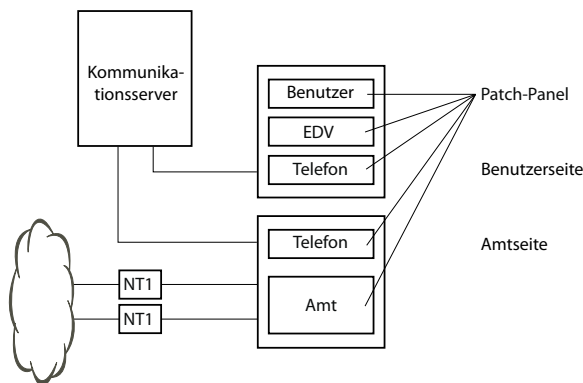 Kommunika-
tionsserver
Benutzer
Patch-Panel
EDV
Telefon
Benutzerseite
Telefon
Amtseite
NT1
Amt
NT1